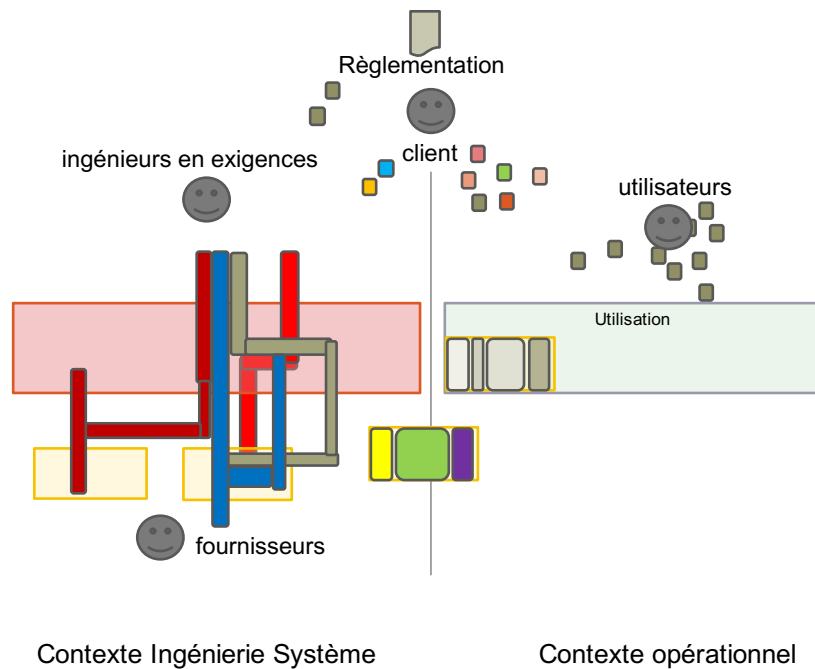 Règlementation
client
ingénieurs en exigences
utilisateurs
Utilisation
fournisseurs
Contexte Ingénierie Système
Contexte opérationnel